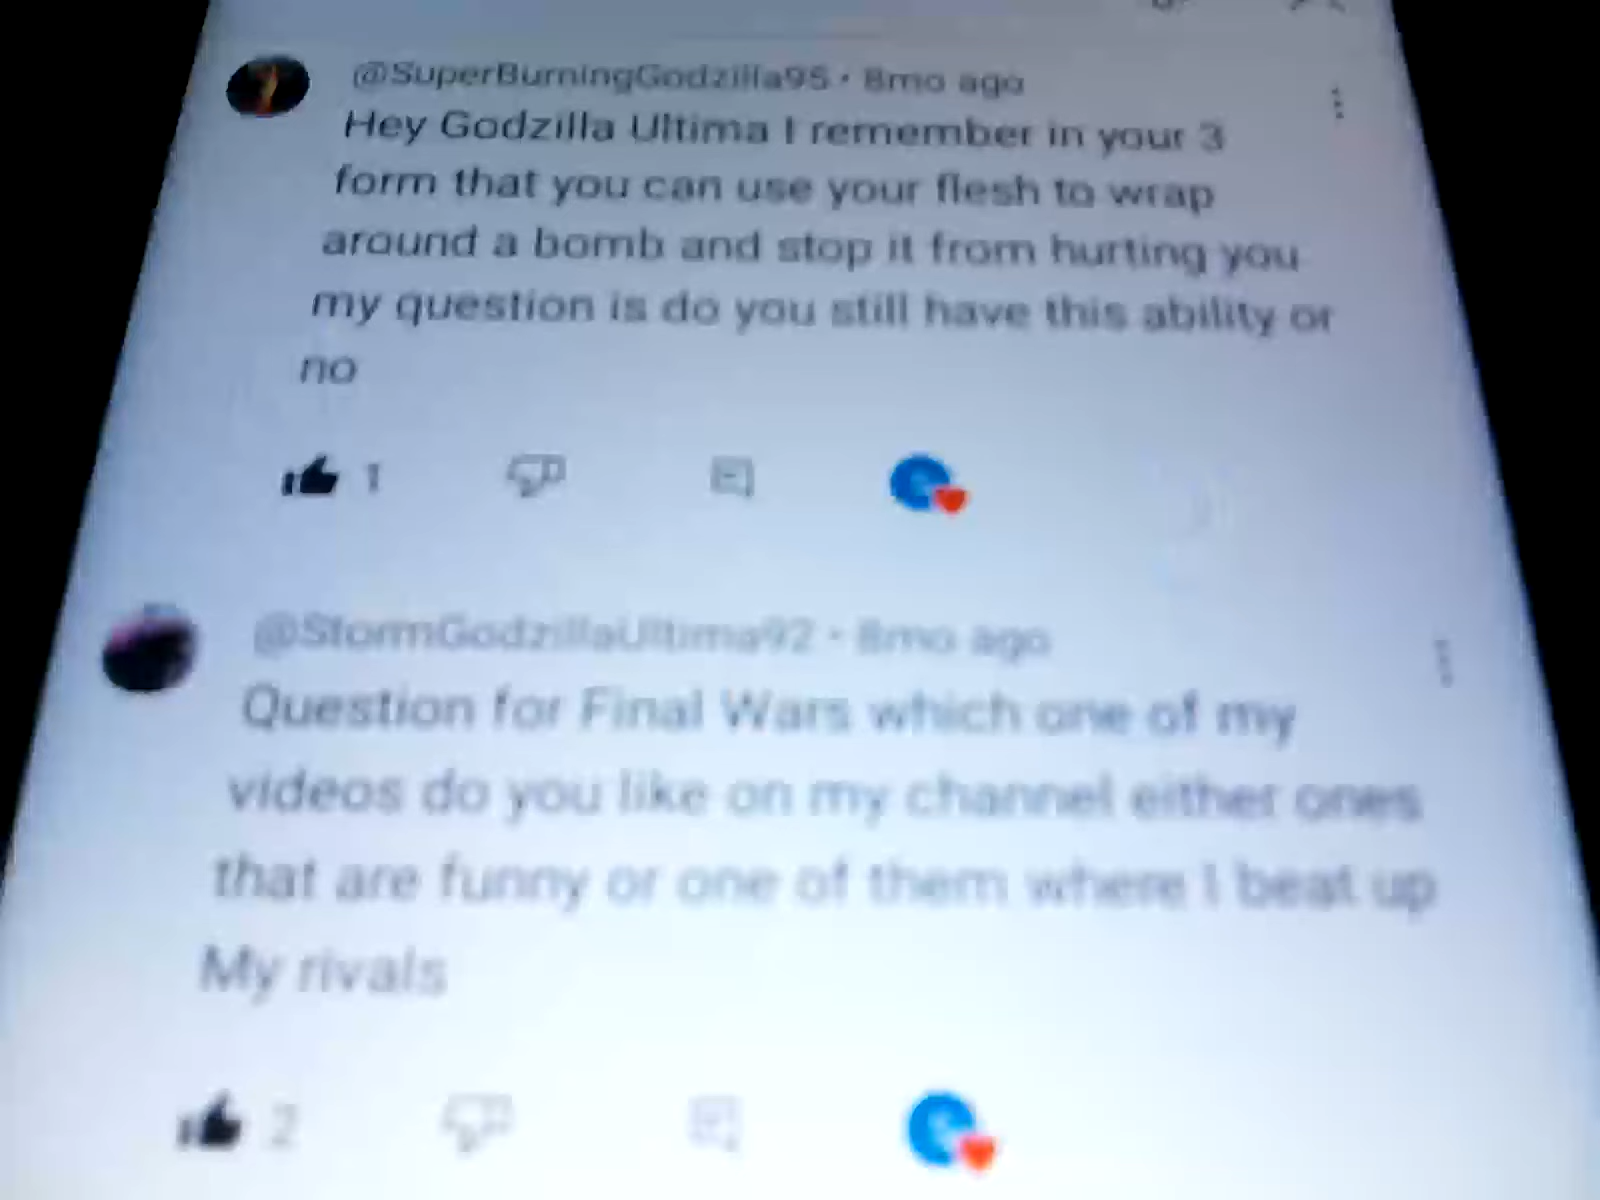 @SuperBurningGodzilla95 · 8mo ago
Hey Godzilla Ultima I remember in your 3
form that you can use your flesh to wrap
around a bomb and stop it from hurting you
my question is do you still have this ability or
no
1
@StormGodzillaUltima92 · 8mo ago
Question for Final Wars which one of my
videos do you like on my channel either ones
that are funny or one of them where I beat up
My rivals
2